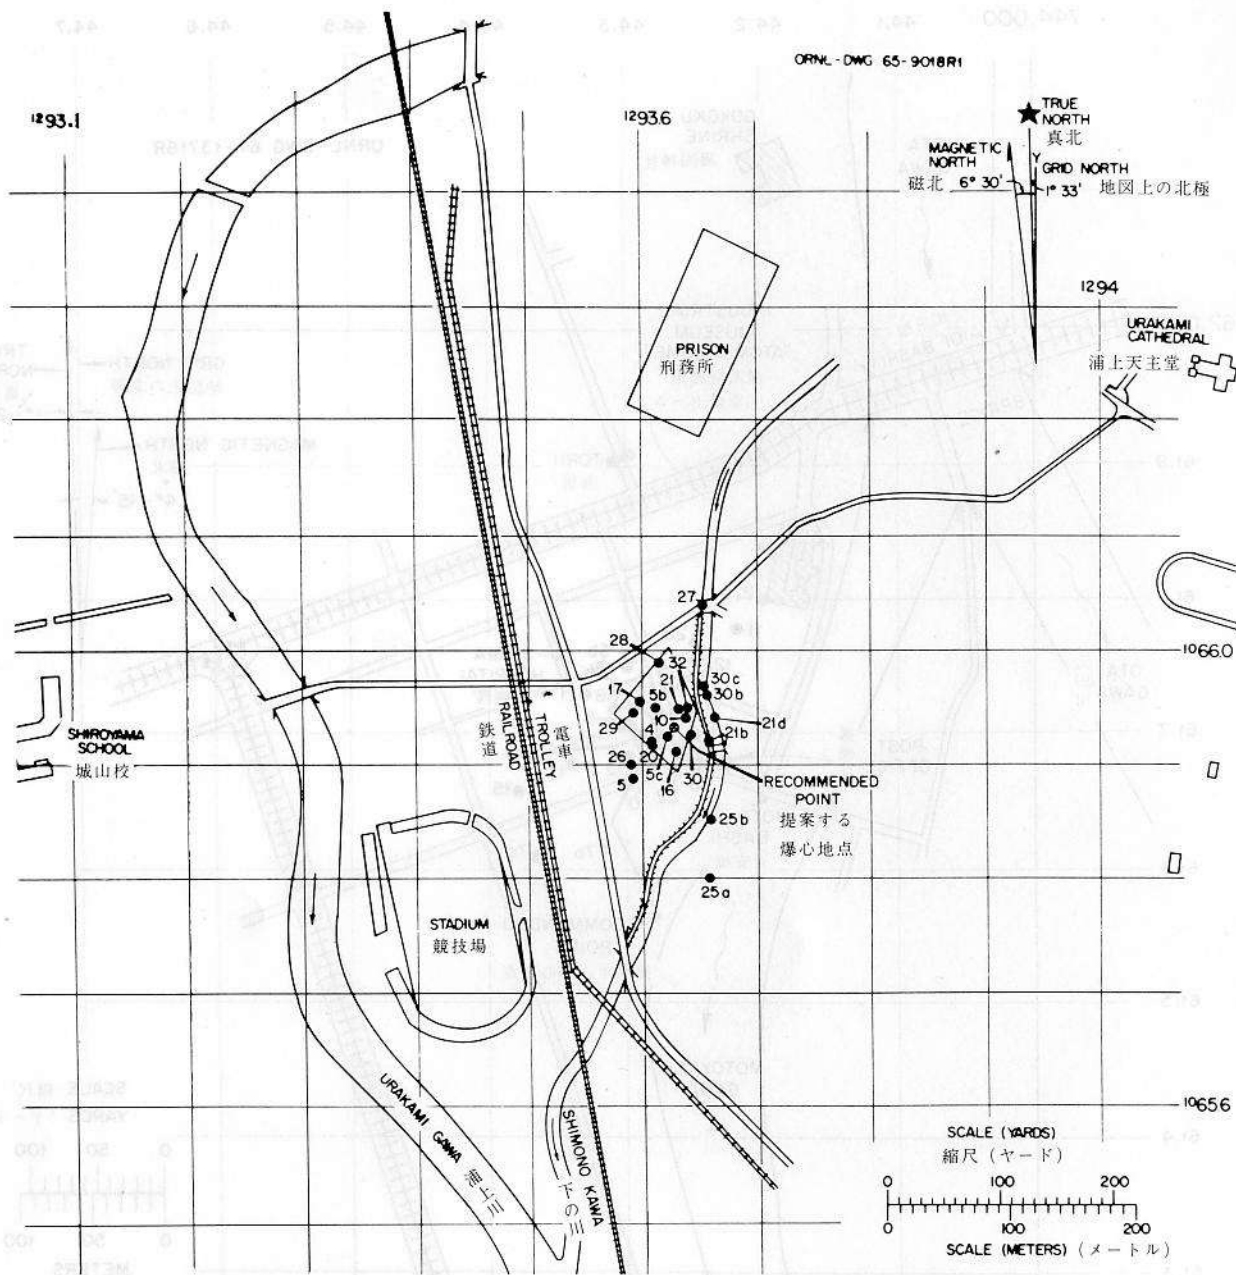 ORNL - DWG 65-9018R1
1293.1
1293.6
TRUE
NORTH
真北
MAGNETIC
NORTH
磁北 6° 30'
Y
GRID NORTH
1° 33' 地図上の北極
1294
URAKAMI
CATHEDRAL
浦上天主堂
PRISON
刑務所
27
28
32
21
1066.0
30c
30b
17
5b
29
10
21d
21b
4
20
26
5c
5
16
30
SHIROYAMA
SCHOOL
城山校
鉄道
RAILROAD
TROLLEY
電車
RECOMMENDED
POINT
提案する
爆心地点
25b
25a
STADIUM
競技場
URAKAMI GAWA 浦上川
SHIMONO KAWA
下の川
1065.6
SCALE (YARDS)
縮尺 (ヤード)
0 100 200
0 100 200
SCALE (METERS) (メートル)